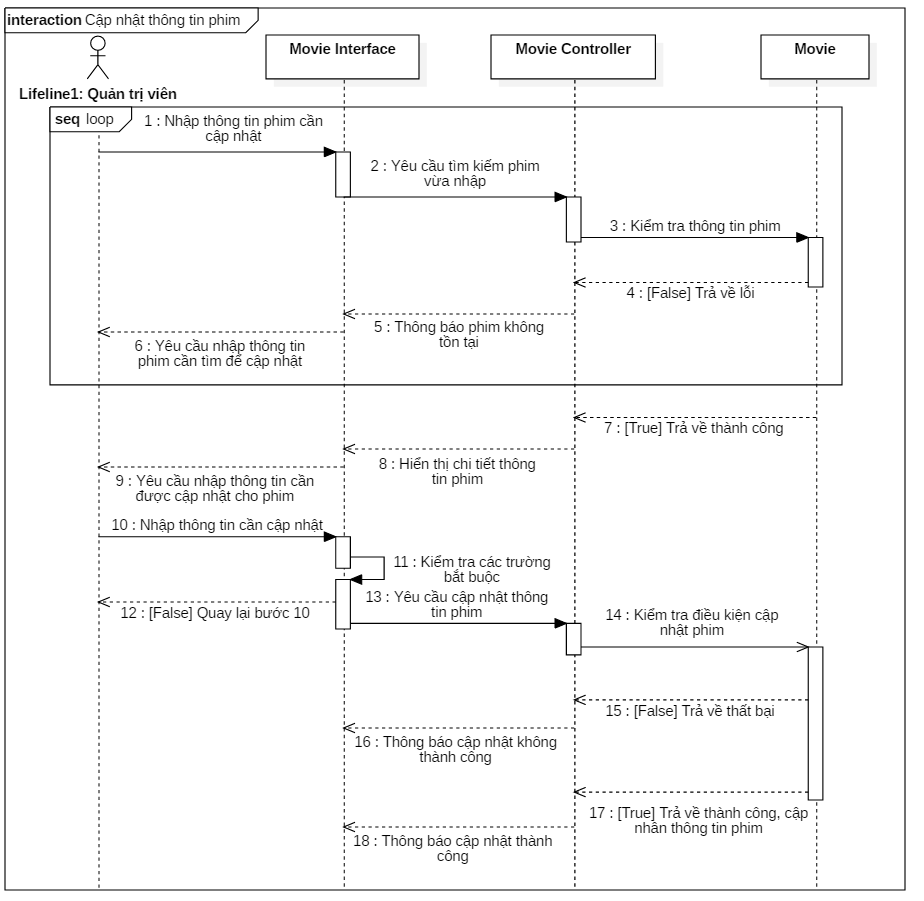 interaction Cập nhật thông tin phim
Movie Interface
Movie Controller
Movie
Lifeline1: Quản trị viên
seq loop
1 : Nhập thông tin phim cần
cập nhật
2 : Yêu cầu tìm kiếm phim
vừa nhập
3 : Kiểm tra thông tin phim
4 : [False] Trả về lỗi
5 : Thông báo phim không
tồn tại
6 : Yêu cầu nhập thông tin
phim cần tìm để cập nhật
7 : [True] Trả về thành công
8 : Hiển thị chi tiết thông
tin phim
9 : Yêu cầu nhập thông tin cần
được cập nhật cho phim
10 : Nhập thông tin cần cập nhật
11 : Kiểm tra các trường
bắt buộc
12 : [False] Quay lại bước 10
13 : Yêu cầu cập nhật thông
tin phim
14 : Kiểm tra điều kiện cập
nhật phim
15 : [False] Trả về thất bại
16 : Thông báo cập nhật không
thành công
17 : [True] Trả về thành công, cập
nhân thông tin phim
18 : Thông báo cập nhật thành
công